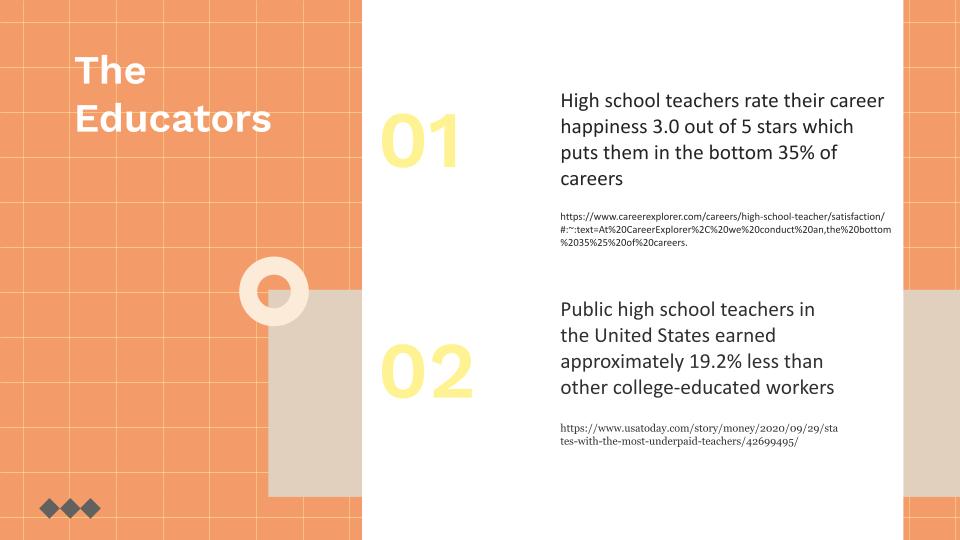 The
Educators
01
High school teachers rate their career
happiness 3.0 out of 5 stars which
puts them in the bottom 35% of
careers
https://www.careerexplorer.com/careers/high-school-teacher/satisfaction/
#:~:text=At%20CareerExplorer%2C%20we%20conduct%20an,the%20bottom
%2035%25%20of%20careers.
02
Public high school teachers in
the United States earned
approximately 19.2% less than
other college-educated workers
https://www.usatoday.com/story/money/2020/09/29/sta
tes-with-the-most-underpaid-teachers/42699495/